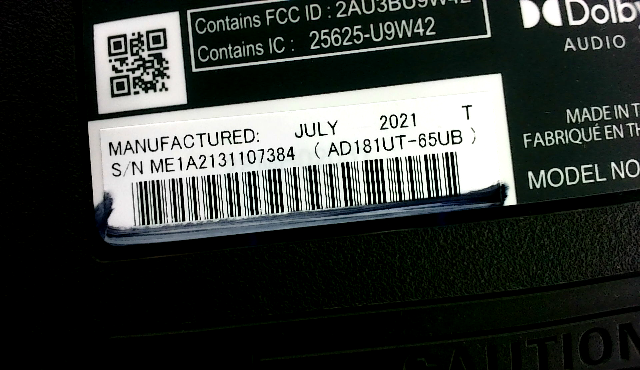 Contains FCC ID : 2AU3BU9W42
Contains IC : 25625-U9W42
Dolby
AUDIO
MANUFACTURED: JULY 2021 T
S/N ME1A2131107384 ( AD181UT-65UB )
MADE IN
FABRIQUÉ EN
MODEL NO
CAUTION